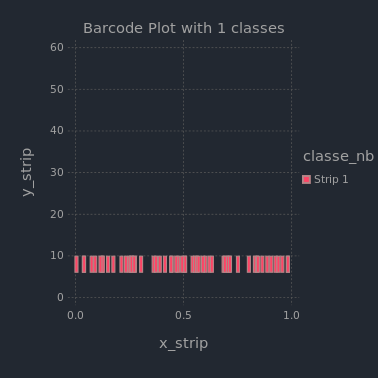 Barcode Plot with 1 classes
60
50
40
30
20
10
0
y_strip
0.0
0.5
1.0
x_strip
classe_nb
Strip 1